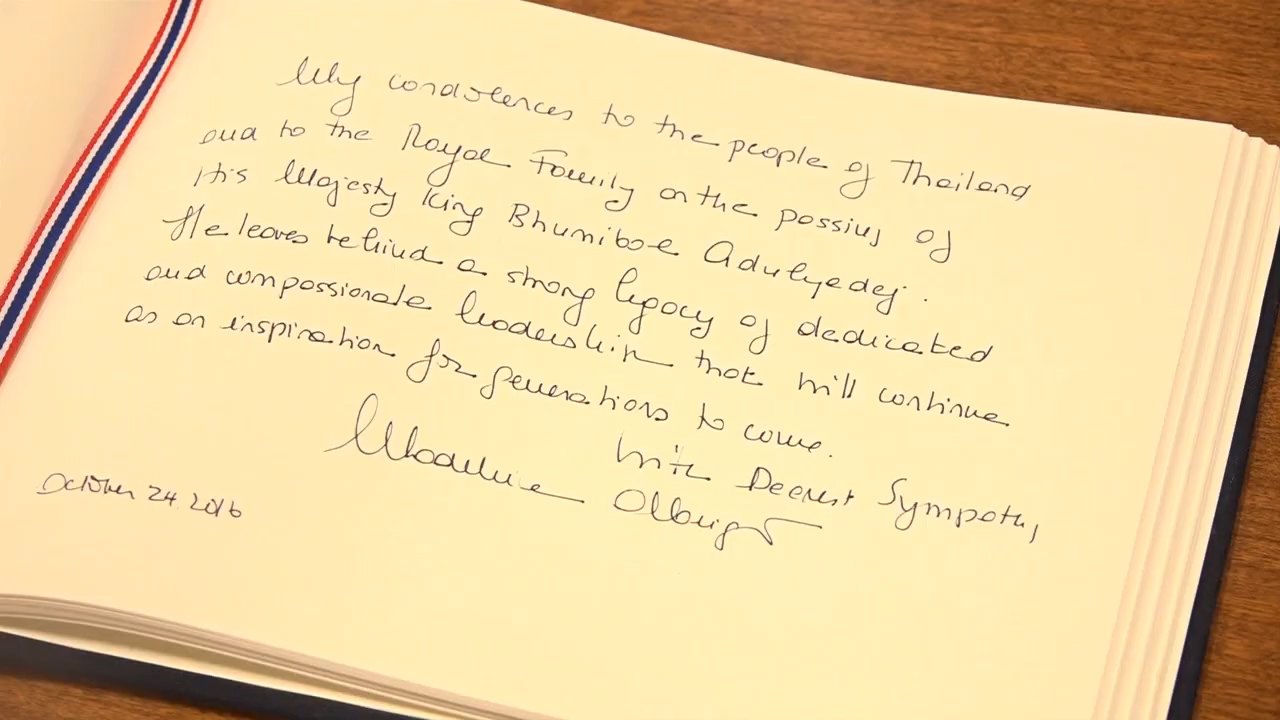 My condolences to the people of Thailand
and to the Royal Family on the passing of
His Majesty King Bhumibol Adulyadej.
He leaves behind a strong legacy of dedicated
and compassionate leadership that will continue
as an inspiration for generations to come.
With Deepest Sympathy,
Madeleine Albright
October 24 2016